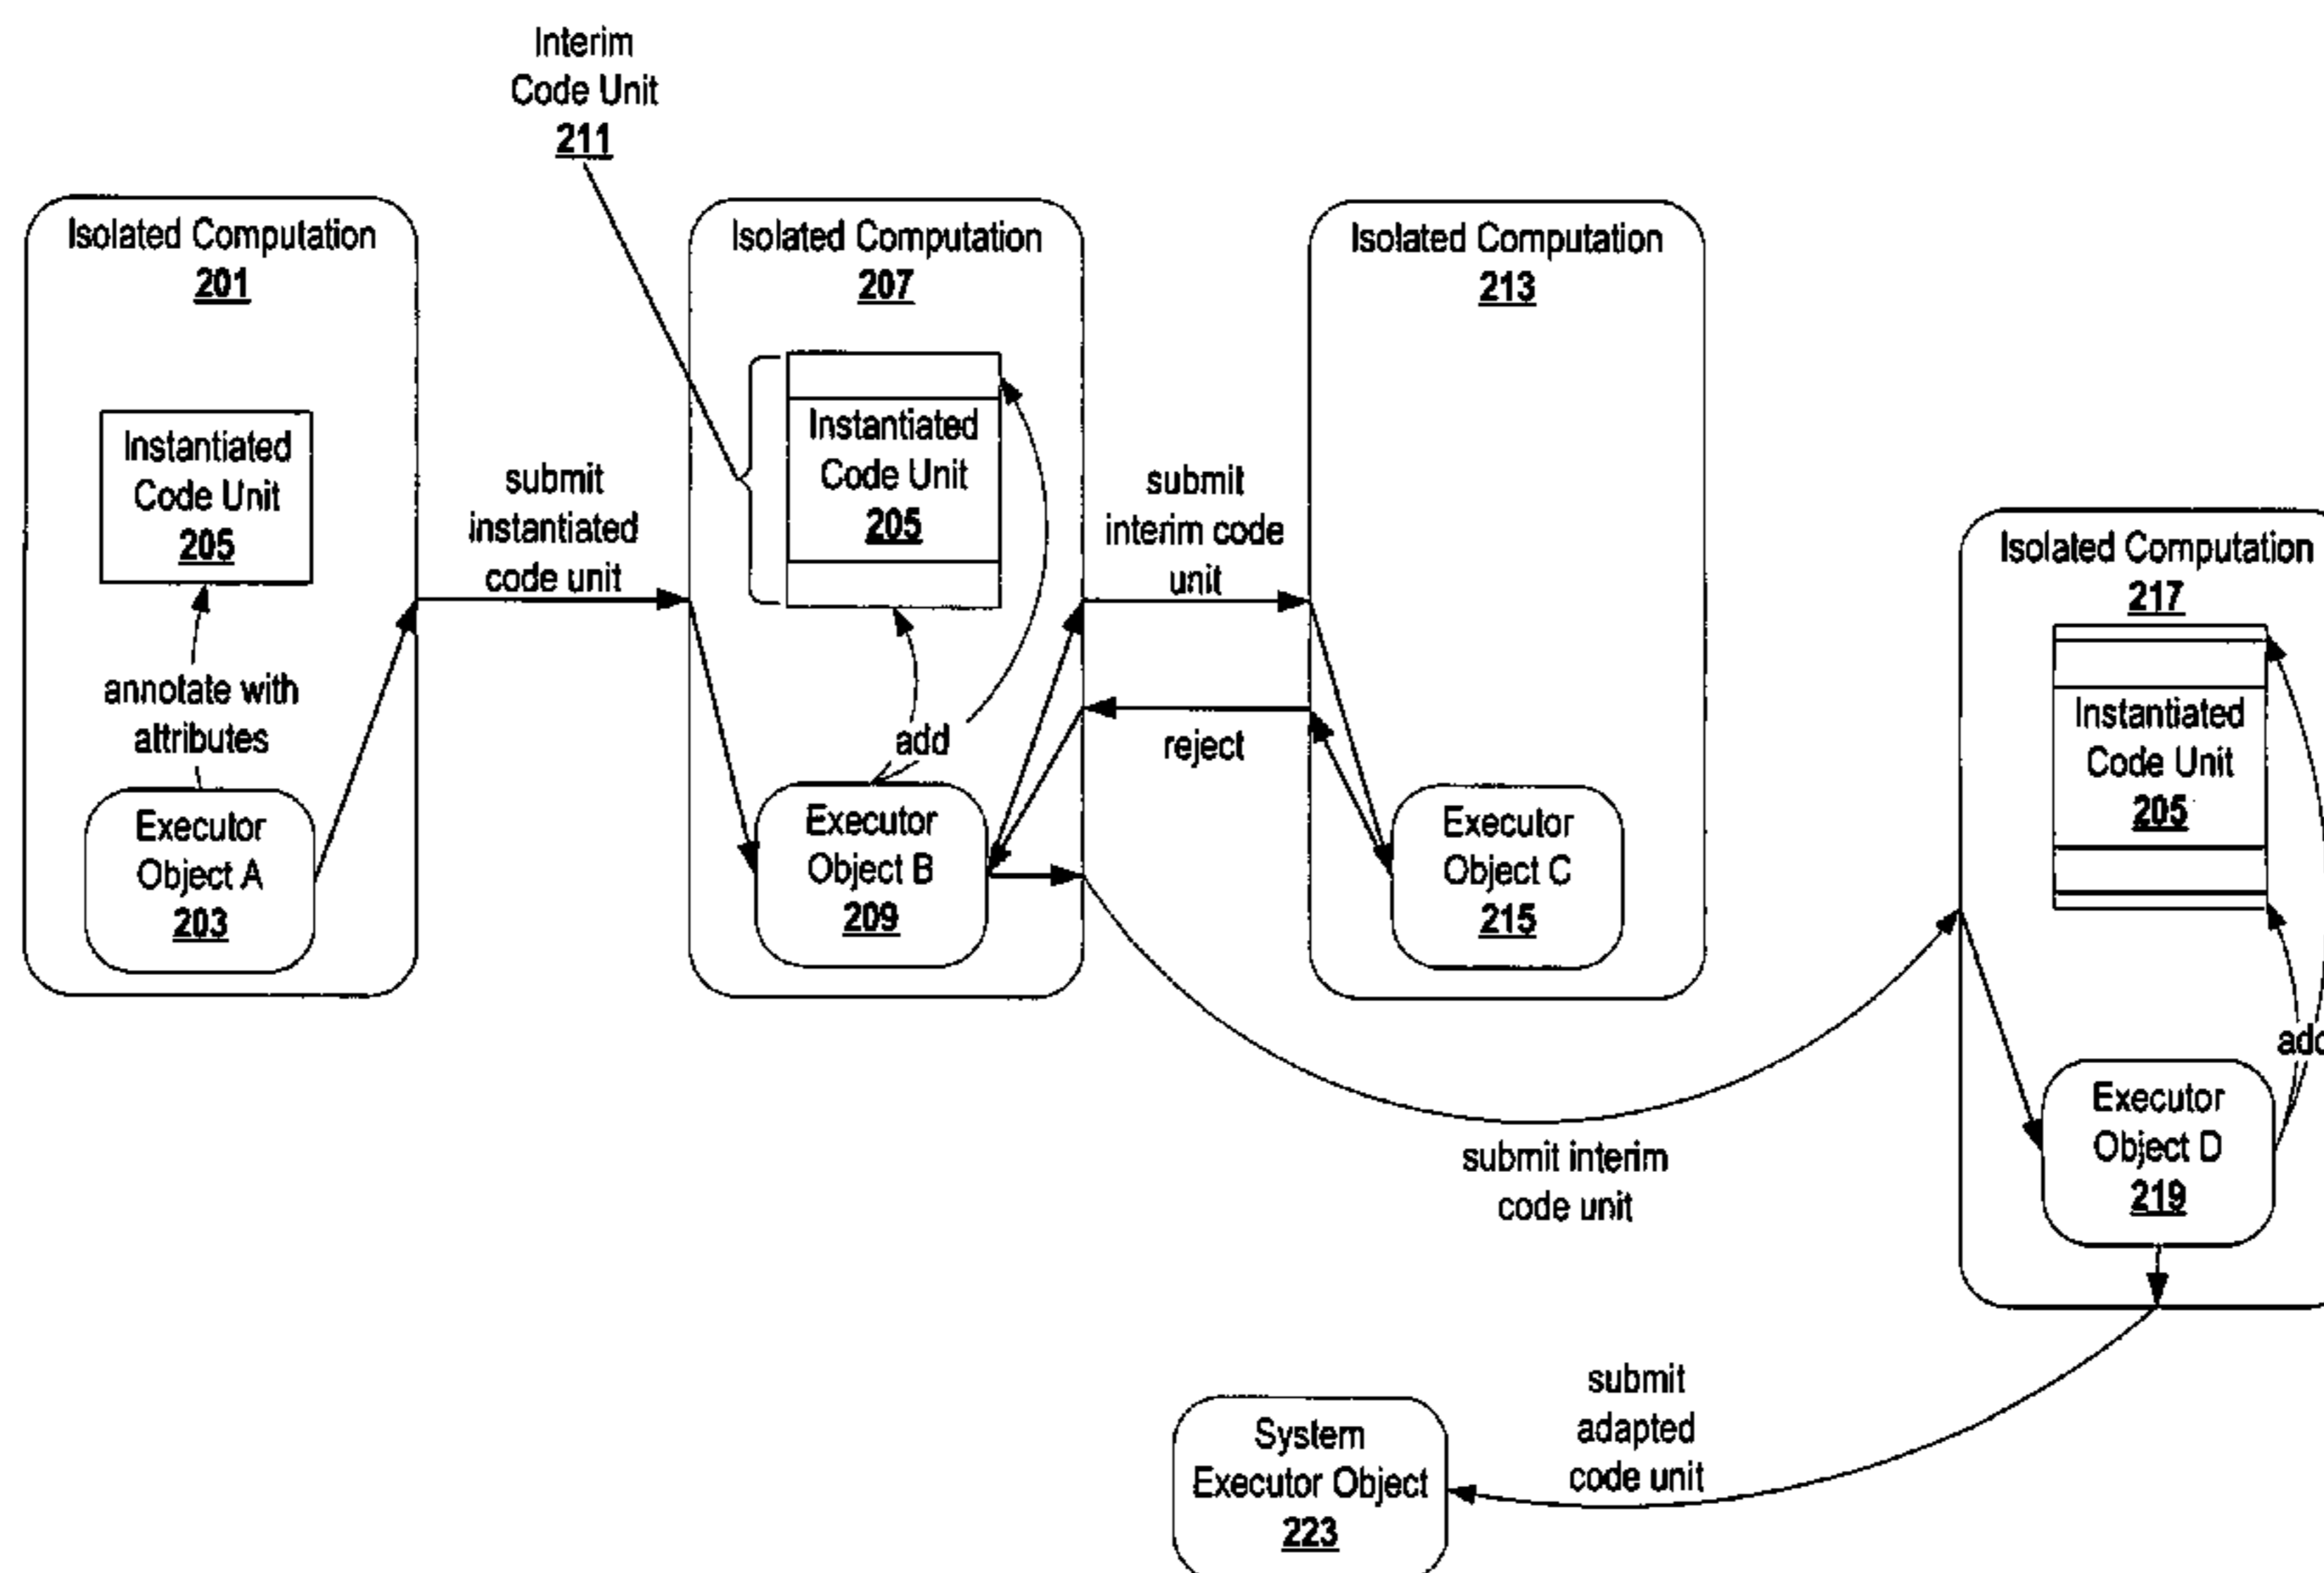 Interim
Code Unit
211
Isolated Computation
201
Instantiated
Code Unit
205
annotate with
attributes
Executor
Object A
203
submit
instantiated
code unit
Isolated Computation
207
Instantiated
Code Unit
205
add
Executor
Object B
209
submit
interim code
unit
reject
Isolated Computation
213
Executor
Object C
215
submit interim
code unit
Isolated Computation
217
Instantiated
Code Unit
205
add
Executor
Object D
219
submit
adapted
code unit
System
Executor Object
223